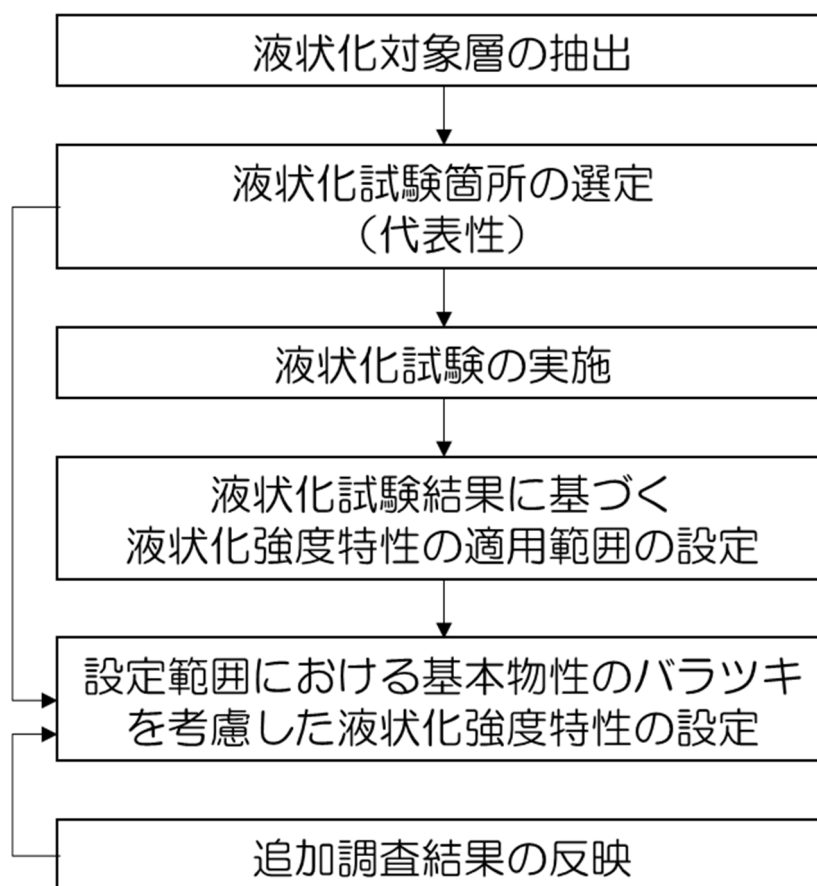 液状化対象層の抽出
液状化試験箇所の選定
（代表性）
液状化試験の実施
液状化試験結果に基づく
液状化強度特性の適用範囲の設定
設定範囲における基本物性のバラツキ
を考慮した液状化強度特性の設定
追加調査結果の反映